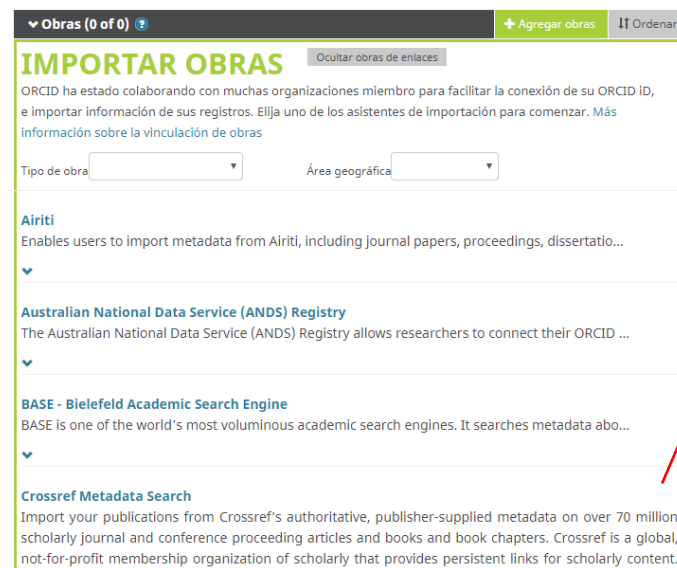 Obras (0 of 0) ?
+ Agregar obras
Ordenar
IMPORTAR OBRAS
Ocultar obras de enlaces
ORCID ha estado colaborando con muchas organizaciones miembro para facilitar la conexión de su ORCID iD,
e importar información de sus registros. Elija uno de los asistentes de importación para comenzar. Más
información sobre la vinculación de obras
Tipo de obra
Área geográfica
Airiti
Enables users to import metadata from Airiti, including journal papers, proceedings, dissertatio...
Australian National Data Service (ANDS) Registry
The Australian National Data Service (ANDS) Registry allows researchers to connect their ORCID ...
BASE - Bielefeld Academic Search Engine
BASE is one of the world's most voluminous academic search engines. It searches metadata abo...
Crossref Metadata Search
Import your publications from Crossref's authoritative, publisher-supplied metadata on over 70 million
scholarly journal and conference proceeding articles and books and book chapters. Crossref is a global,
not-for-profit membership organization of scholarly that provides persistent links for scholarly content.